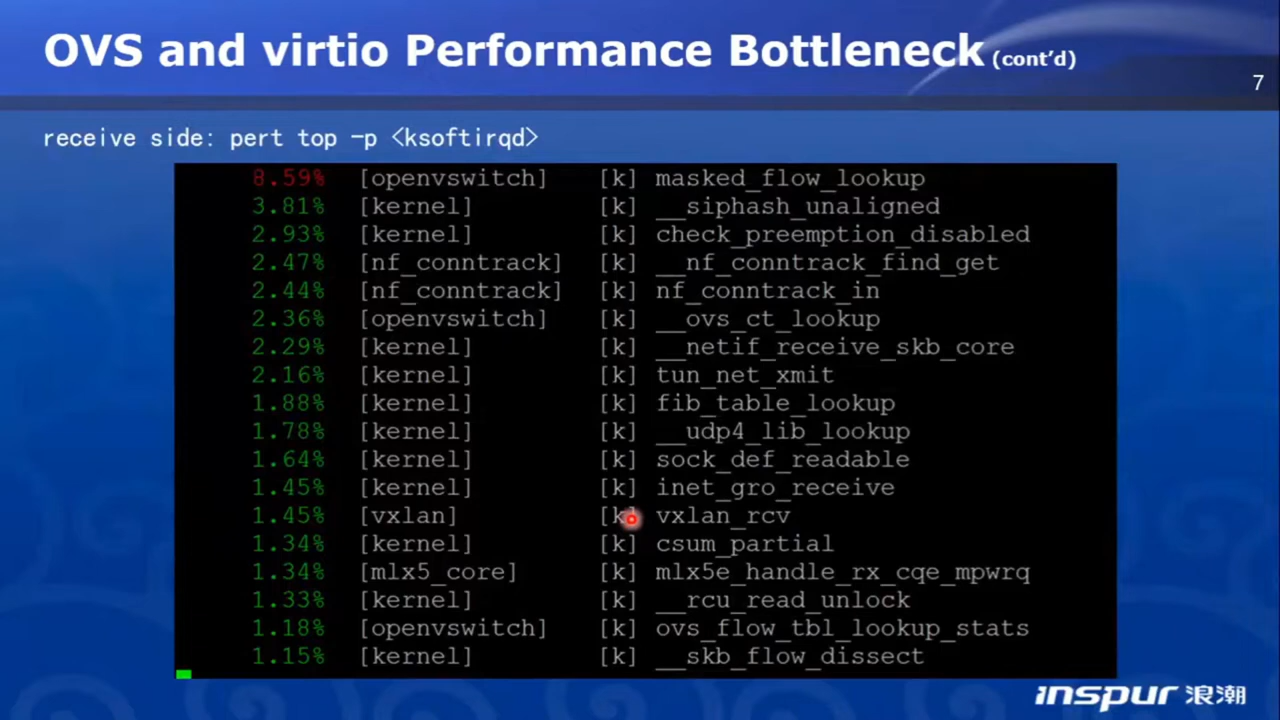 OVS and virtio Performance Bottleneck (cont'd)
7
receive side: pert top -p <ksoftirqd>
8.59% [openvswitch] [k] masked_flow_lookup
3.81% [kernel] [k] __siphash_unaligned
2.93% [kernel] [k] check_preemption_disabled
2.47% [nf_conntrack] [k] __nf_conntrack_find_get
2.44% [nf_conntrack] [k] nf_conntrack_in
2.36% [openvswitch] [k] __ovs_ct_lookup
2.29% [kernel] [k] __netif_receive_skb_core
2.16% [kernel] [k] tun_net_xmit
1.88% [kernel] [k] fib_table_lookup
1.78% [kernel] [k] __udp4_lib_lookup
1.64% [kernel] [k] sock_def_readable
1.45% [kernel] [k] inet_gro_receive
1.45% [vxlan] [k] vxlan_rcv
1.34% [kernel] [k] csum_partial
1.34% [mlx5_core] [k] mlx5e_handle_rx_cqe_mpwrq
1.33% [kernel] [k] __rcu_read_unlock
1.18% [openvswitch] [k] ovs_flow_tbl_lookup_stats
1.15% [kernel] [k] __skb_flow_dissect
inspur 浪潮